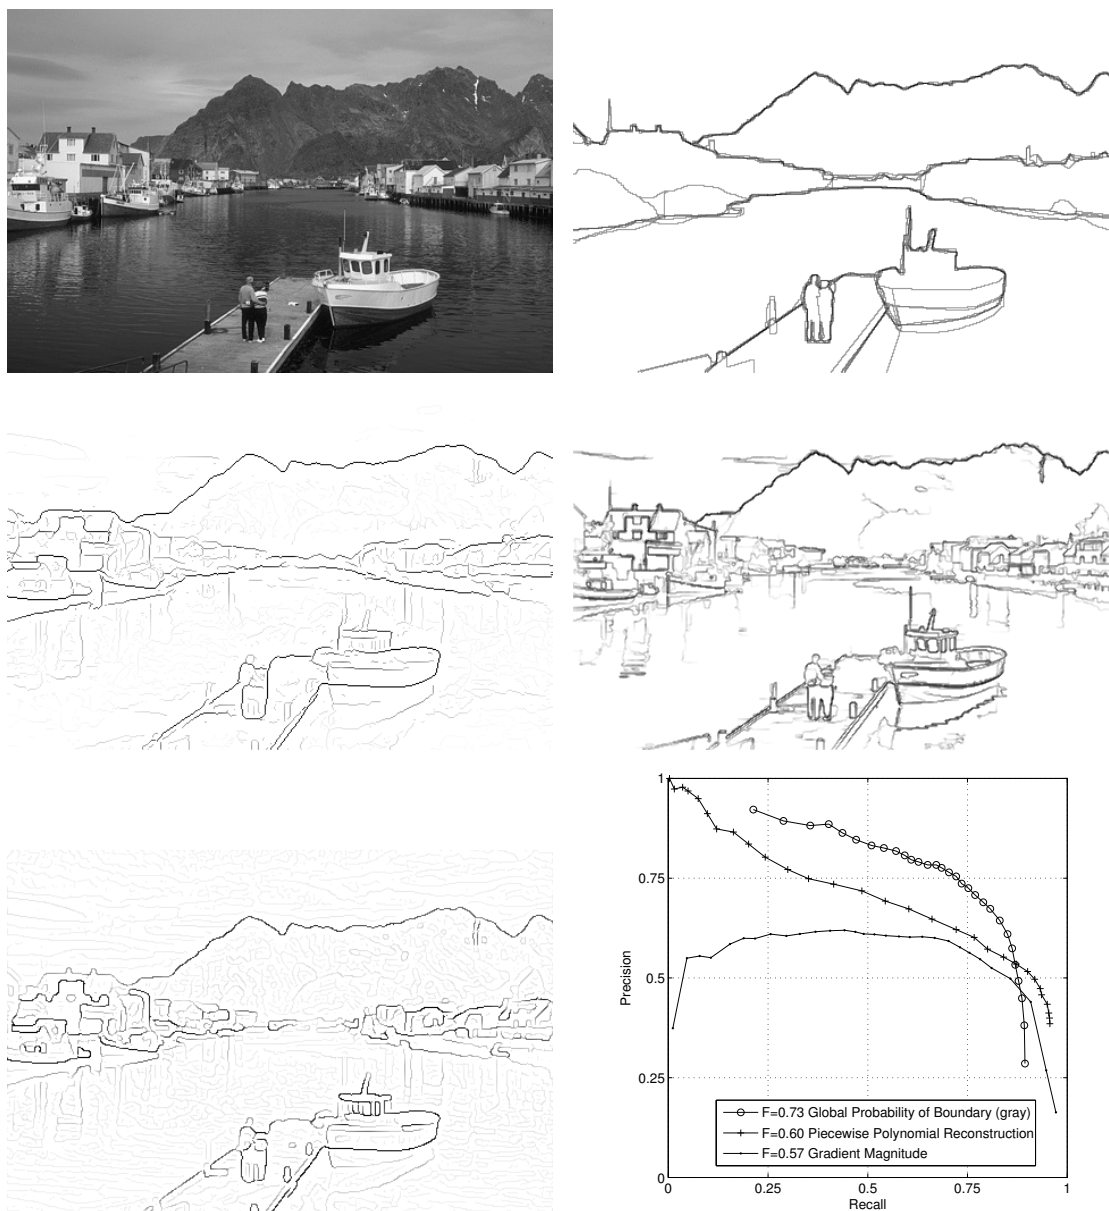 1
0.75
0.5
0.25
0
Precision
0
0.25
0.5
0.75
1
Recall
F=0.73 Global Probability of Boundary (gray)
F=0.60 Piecewise Polynomial Reconstruction
F=0.57 Gradient Magnitude